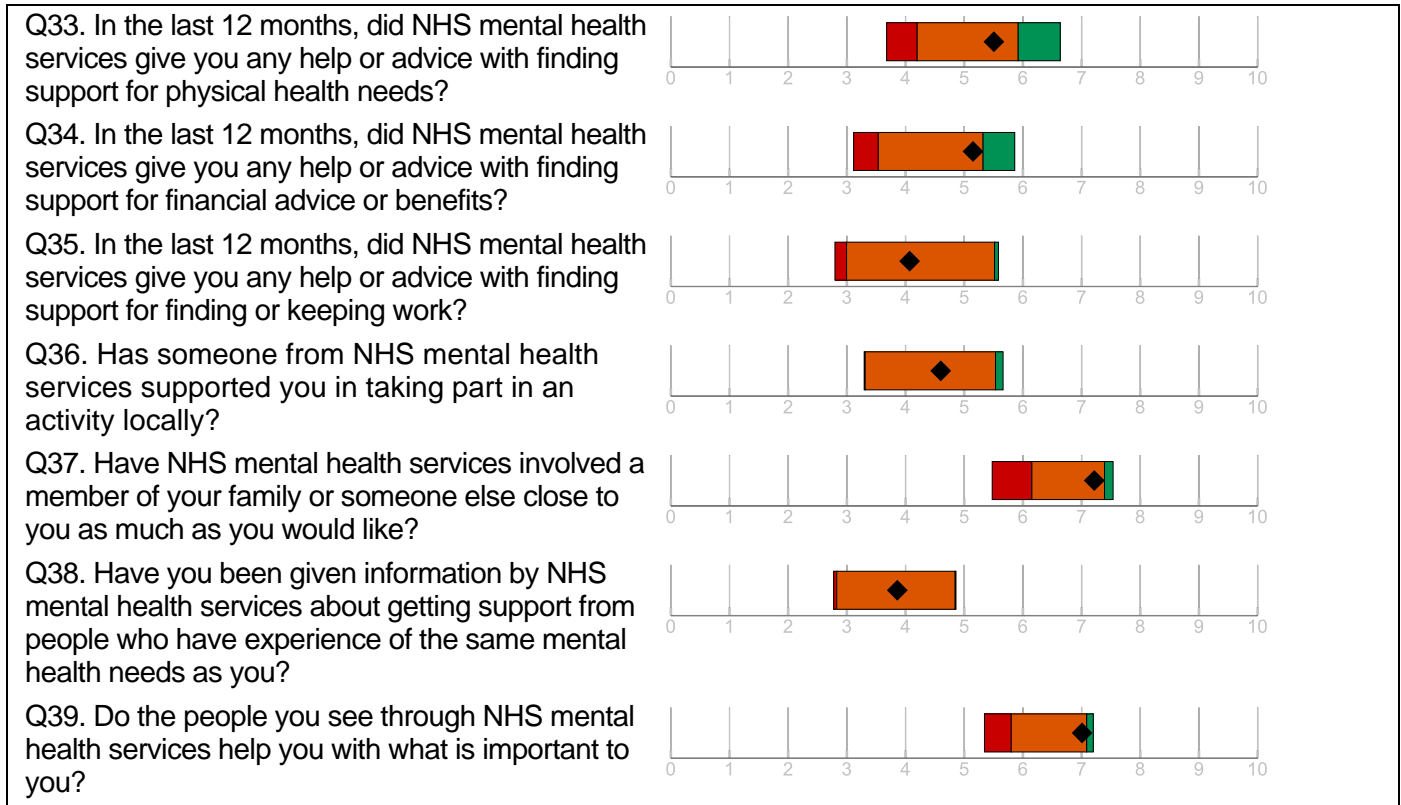 Q33. In the last 12 months, did NHS mental health
services give you any help or advice with finding
support for physical health needs?
0 1 2 3 4 5 6 7 8 9 10
Q34. In the last 12 months, did NHS mental health
services give you any help or advice with finding
support for financial advice or benefits?
0 1 2 3 4 5 6 7 8 9 10
Q35. In the last 12 months, did NHS mental health
services give you any help or advice with finding
support for finding or keeping work?
0 1 2 3 4 5 6 7 8 9 10
Q36. Has someone from NHS mental health
services supported you in taking part in an
activity locally?
0 1 2 3 4 5 6 7 8 9 10
Q37. Have NHS mental health services involved a
member of your family or someone else close to
you as much as you would like?
0 1 2 3 4 5 6 7 8 9 10
Q38. Have you been given information by NHS
mental health services about getting support from
people who have experience of the same mental
health needs as you?
0 1 2 3 4 5 6 7 8 9 10
Q39. Do the people you see through NHS mental
health services help you with what is important to
you?
0 1 2 3 4 5 6 7 8 9 10